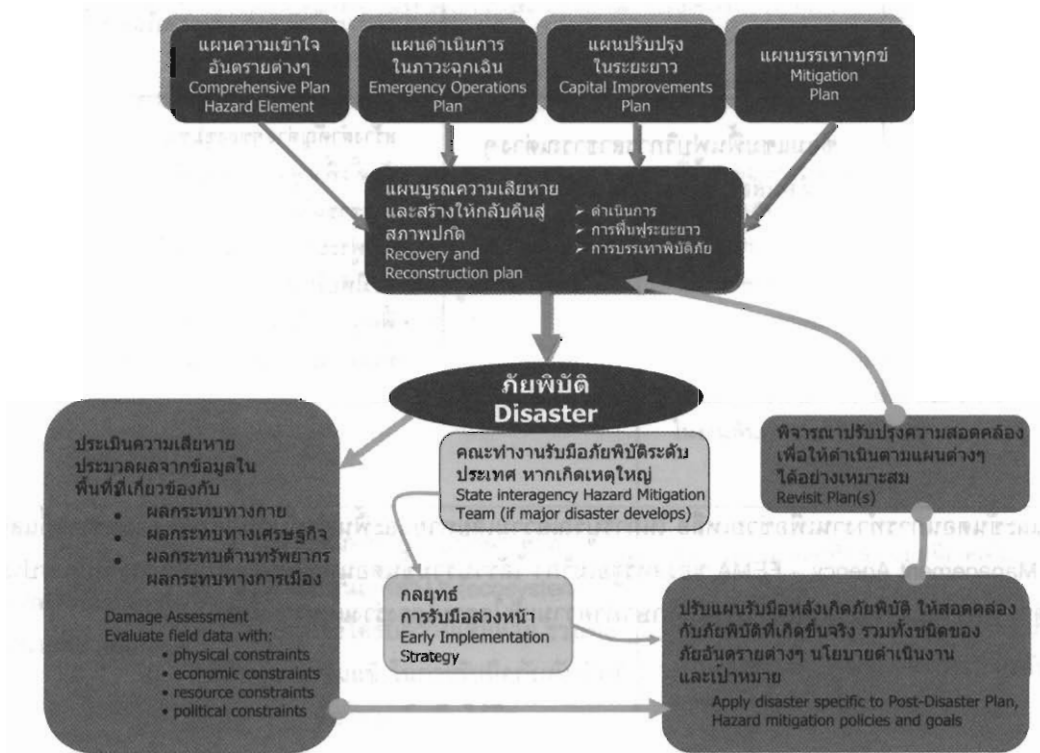 แผนความเข้าใจ
อันตรายต่างๆ
Comprehensive Plan
Hazard Element
แผนดำเนินการ
ในภาวะฉุกเฉิน
Emergency Operations
Plan
แผนปรับปรุง
ในระยะยาว
Capital Improvements
Plan
แผนบรรเทาทุกข์
Mitigation
Plan
แผนบูรณความเสียหาย
และสร้างให้กลับคืนสู่
สภาพปกติ
Recovery and
Reconstruction plan
➢ ดำเนินการ
➢ การฟื้นฟูระยะยาว
➢ การบรรเทาพิบัติภัย
ภัยพิบัติ
Disaster
ประเมินความเสียหาย
ประมวลผลจากข้อมูลใน
พื้นที่ที่เกี่ยวข้องกับ
• ผลกระทบทางกาย
• ผลกระทบทางเศรษฐกิจ
• ผลกระทบด้านทรัพยากร
ผลกระทบทางการเมือง
Damage Assessment
Evaluate field data with:
• physical constraints
• economic constraints
• resource constraints
• political constraints
คณะทำงานรับมือภัยพิบัติระดับ
ประเทศ หากเกิดเหตุใหญ่
State interagency Hazard Mitigation
Team (if major disaster develops)
กลยุทธ์
การรับมือล่วงหน้า
Early Implementation
Strategy
พิจารณาปรับปรุงความสอดคล้อง
เพื่อให้ดำเนินตามแผนต่างๆ
ได้อย่างเหมาะสม
Revisit Plan(s)
ปรับแผนรับมือหลังเกิดภัยพิบัติ ให้สอดคล้อง
กับภัยพิบัติที่เกิดขึ้นจริง รวมทั้งชนิดของ
ภัยอันตรายต่างๆ นโยบายดำเนินงาน
และเป้าหมาย
Apply disaster specific to Post-Disaster Plan,
Hazard mitigation policies and goals